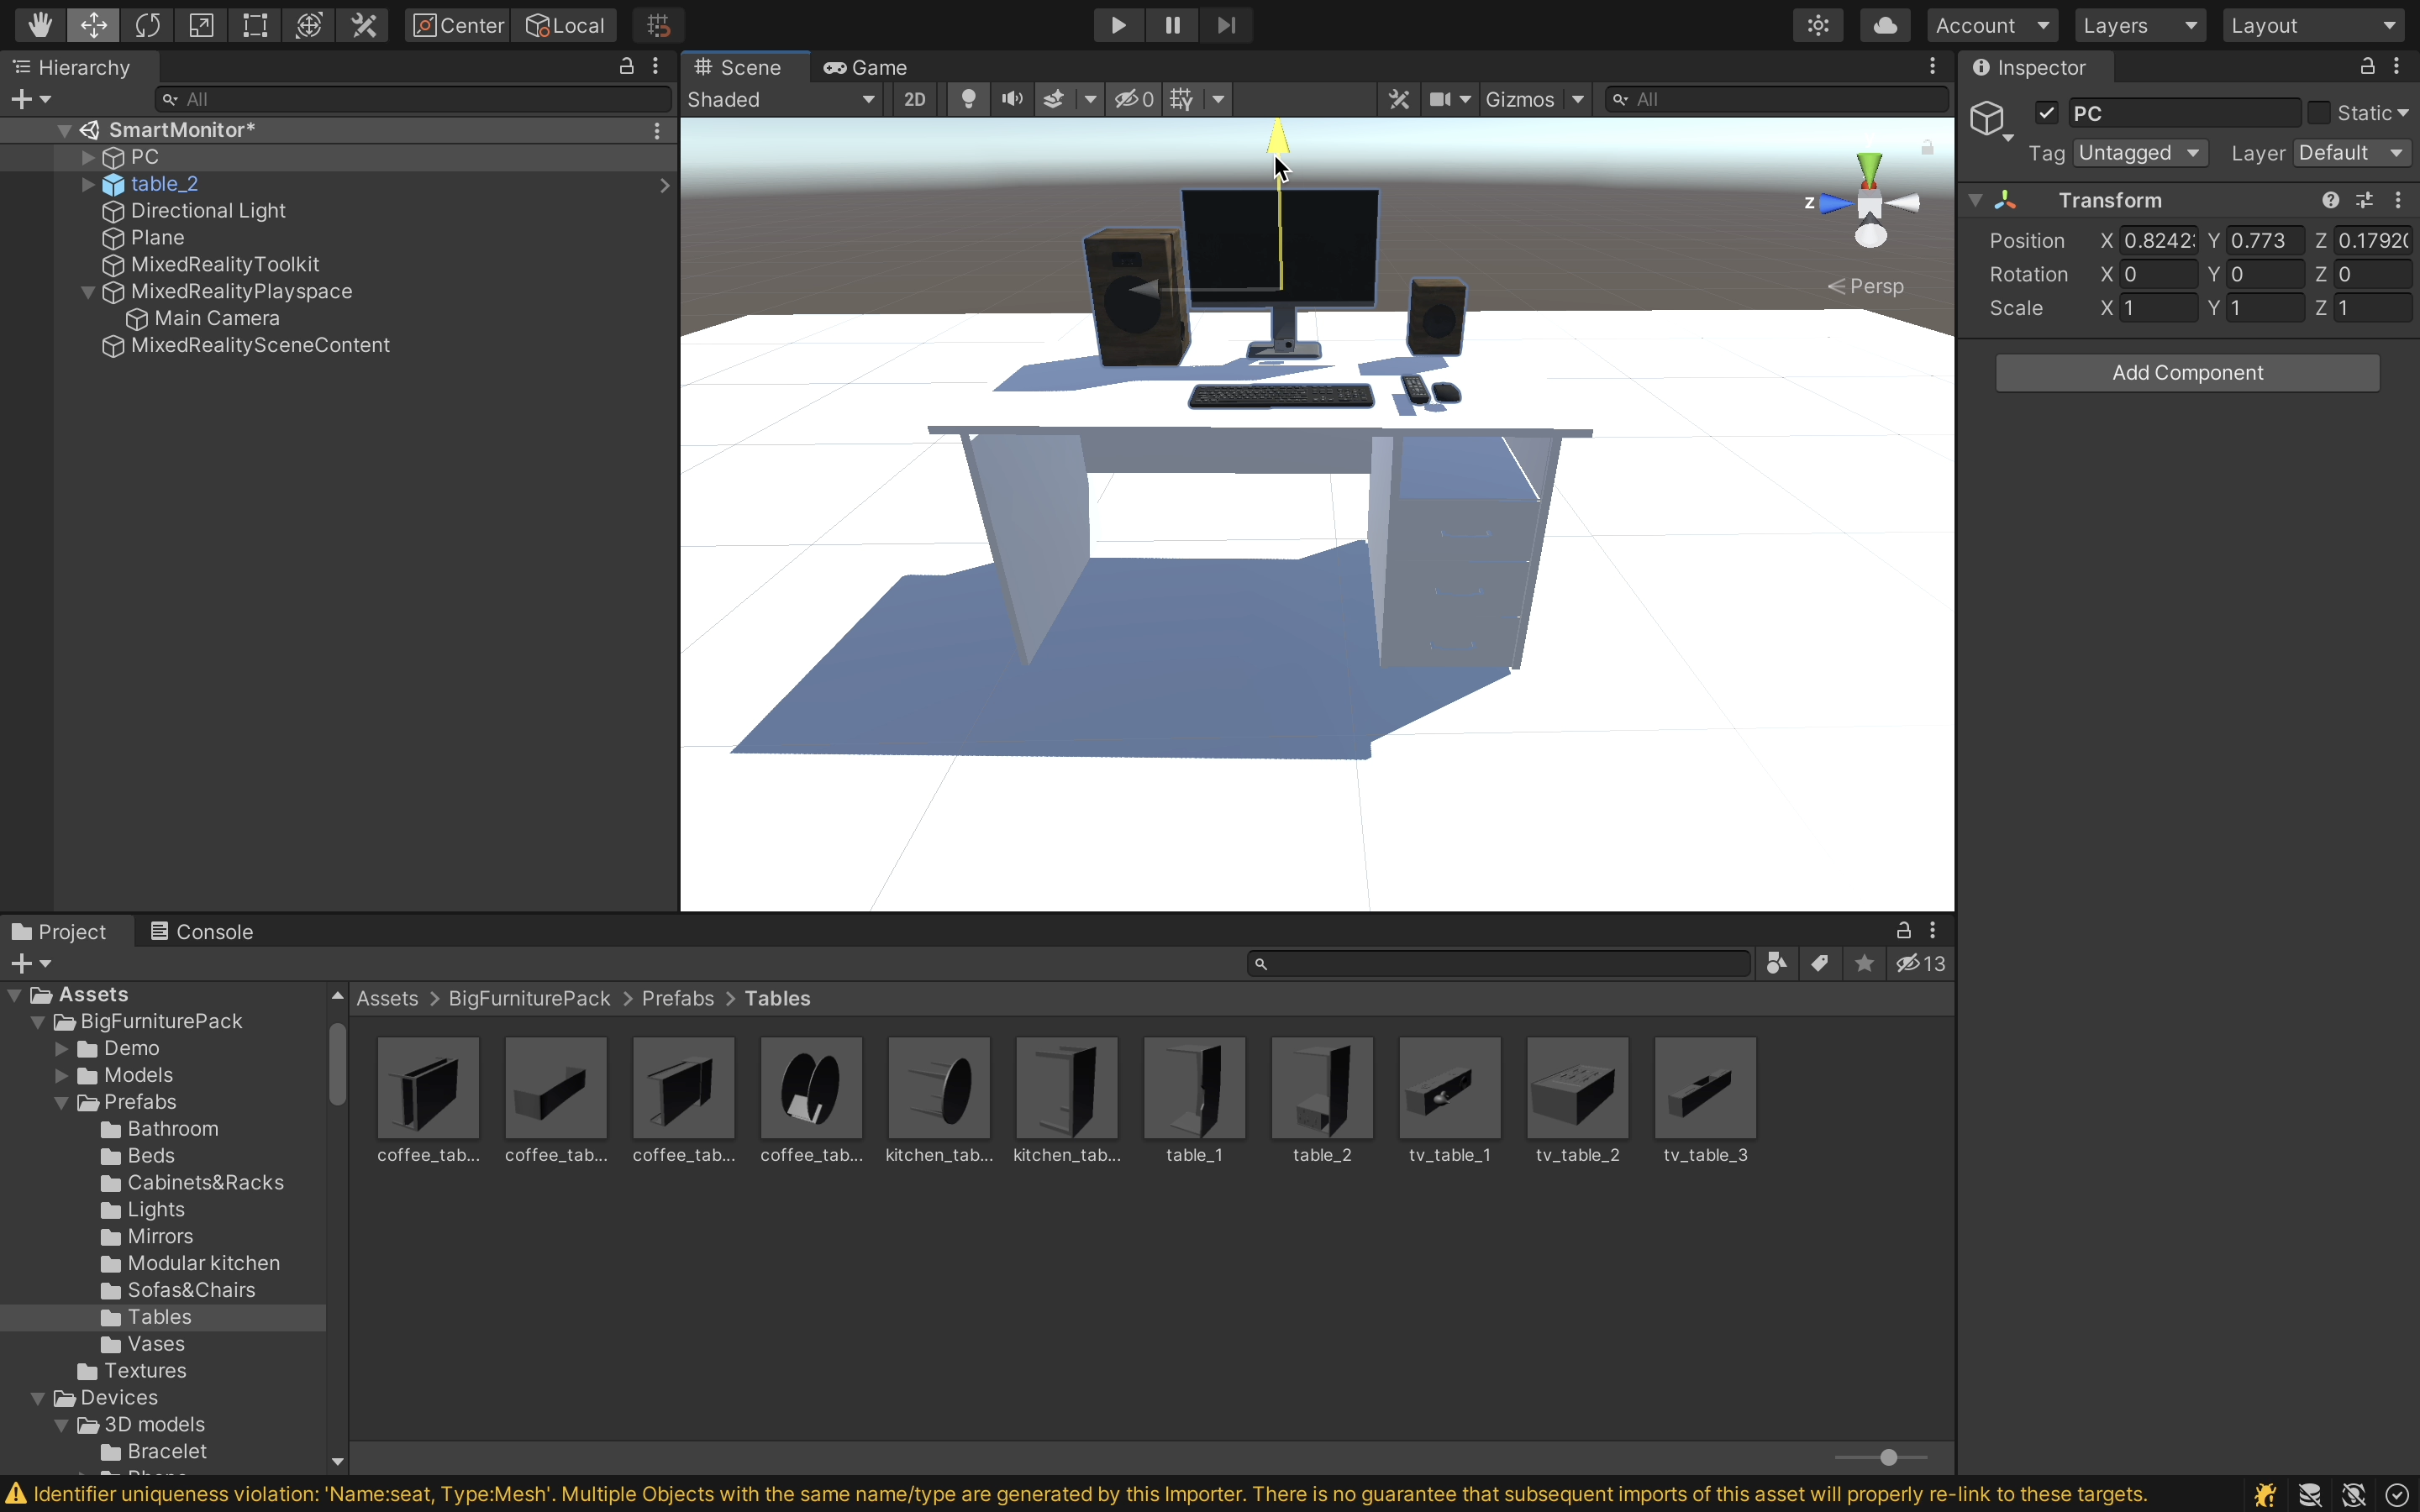 Center Local Account Layers Layout
Hierarchy
All
SmartMonitor*
PC
table_2
Directional Light
Plane
MixedRealityToolkit
MixedRealityPlayspace
Main Camera
MixedRealitySceneContent
Scene Game
Shaded 2D 0 Gizmos All
Z
Persp
Inspector
PC Static
Tag Untagged Layer Default
Transform
Position X 0.8242 Y 0.773 Z 0.1792
Rotation X 0 Y 0 Z 0
Scale X 1 Y 1 Z 1
Add Component
Project Console
13
Assets
BigFurniturePack
Demo
Models
Prefabs
Bathroom
Beds
Cabinets&Racks
Lights
Mirrors
Modular kitchen
Sofas&Chairs
Tables
Vases
Textures
Devices
3D models
Bracelet
Assets > BigFurniturePack > Prefabs > Tables
coffee_tab... coffee_tab... coffee_tab... coffee_tab... kitchen_tab... kitchen_tab... table_1 table_2 tv_table_1 tv_table_2 tv_table_3
Identifier uniqueness violation: 'Name:seat, Type:Mesh'. Multiple Objects with the same name/type are generated by this Importer. There is no guarantee that subsequent imports of this asset will properly re-link to these targets.